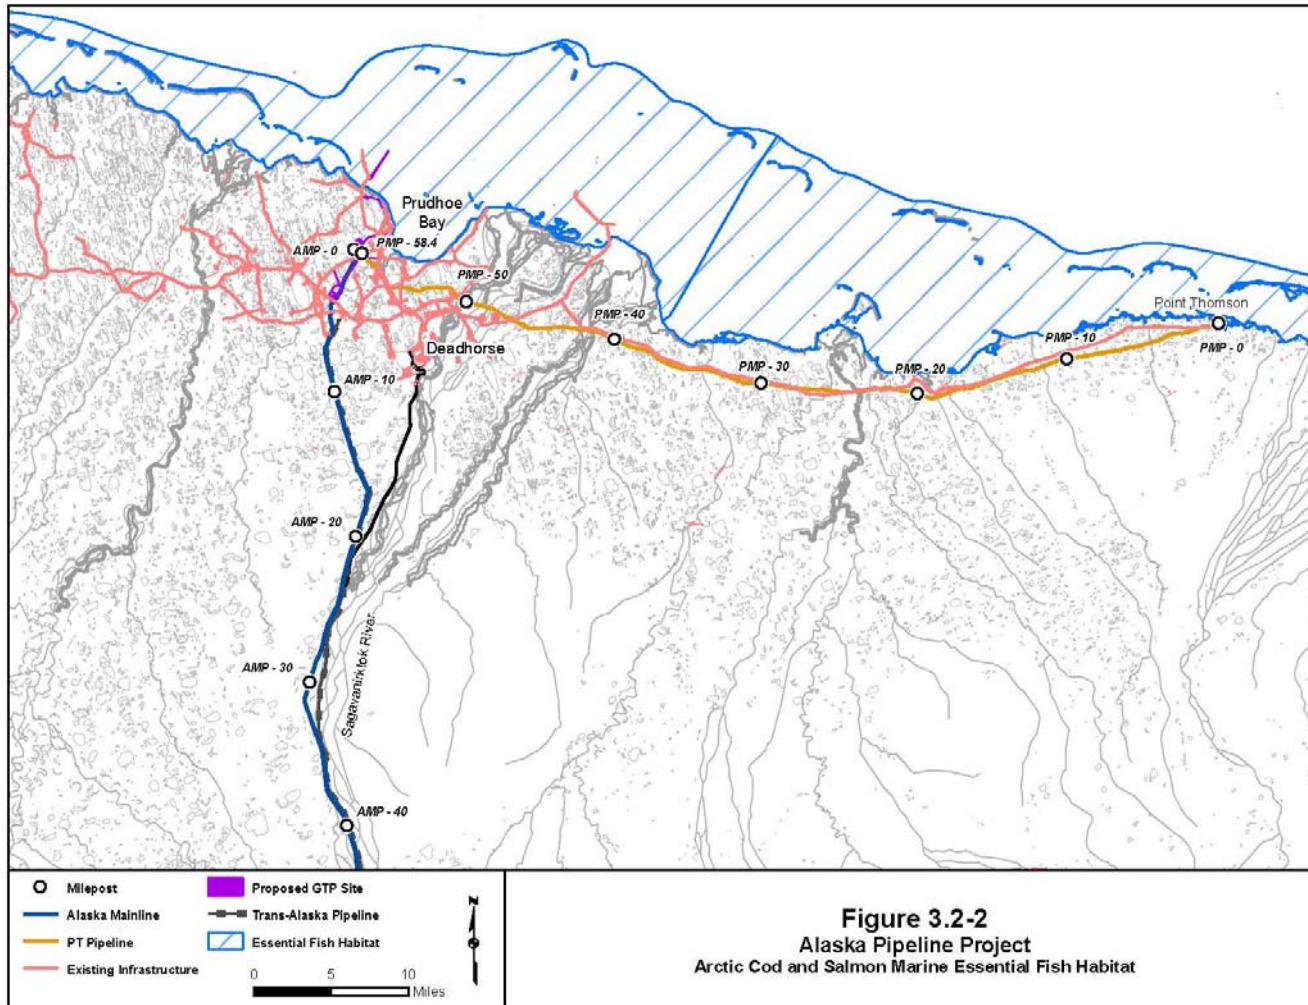 Prudhoe
Bay
AMP - 0
PMP - 58.4
PMP - 50
Point Thomson
PMP - 40
PMP - 10
PMP - 0
Deadhorse
PMP - 30
PMP - 20
AMP - 10
AMP - 20
Sagavanirktok River
AMP - 30
AMP - 40
Milepost
Alaska Mainline
PT Pipeline
Existing Infrastructure
Proposed GTP Site
Trans-Alaska Pipeline
Essential Fish Habitat
0 5 10
Miles
N
Figure 3.2-2
Alaska Pipeline Project
Arctic Cod and Salmon Marine Essential Fish Habitat